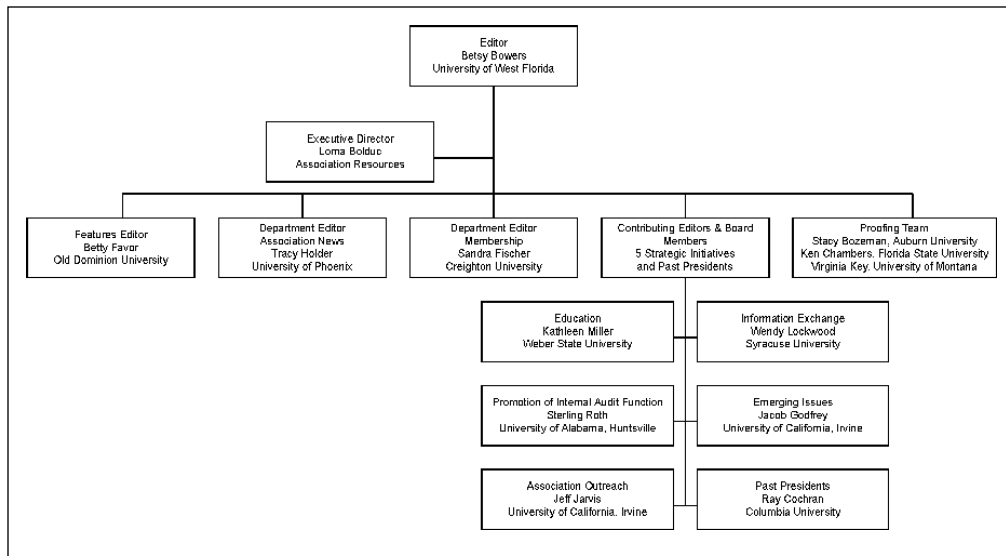 Editor
Betsy Bowers
University of West Florida
Executive Director
Lorna Bolduc
Association Resources
Features Editor
Betty Favor
Old Dominion University
Department Editor
Association News
Tracy Holder
University of Phoenix
Department Editor
Membership
Sandra Fischer
Creighton University
Contributing Editors & Board
Members
5 Strategic Initiatives
and Past Presidents
Proofing Team
Stacy Bozeman, Auburn University
Ken Chambers, Florida State University
Virginia Key, University of Montana
Education
Kathleen Miller
Weber State University
Information Exchange
Wendy Lockwood
Syracuse University
Promotion of Internal Audit Function
Sterling Roth
University of Alabama, Huntsville
Emerging Issues
Jacob Godfrey
University of California, Irvine
Association Outreach
Jeff Jarvis
University of California, Irvine
Past Presidents
Ray Cochran
Columbia University